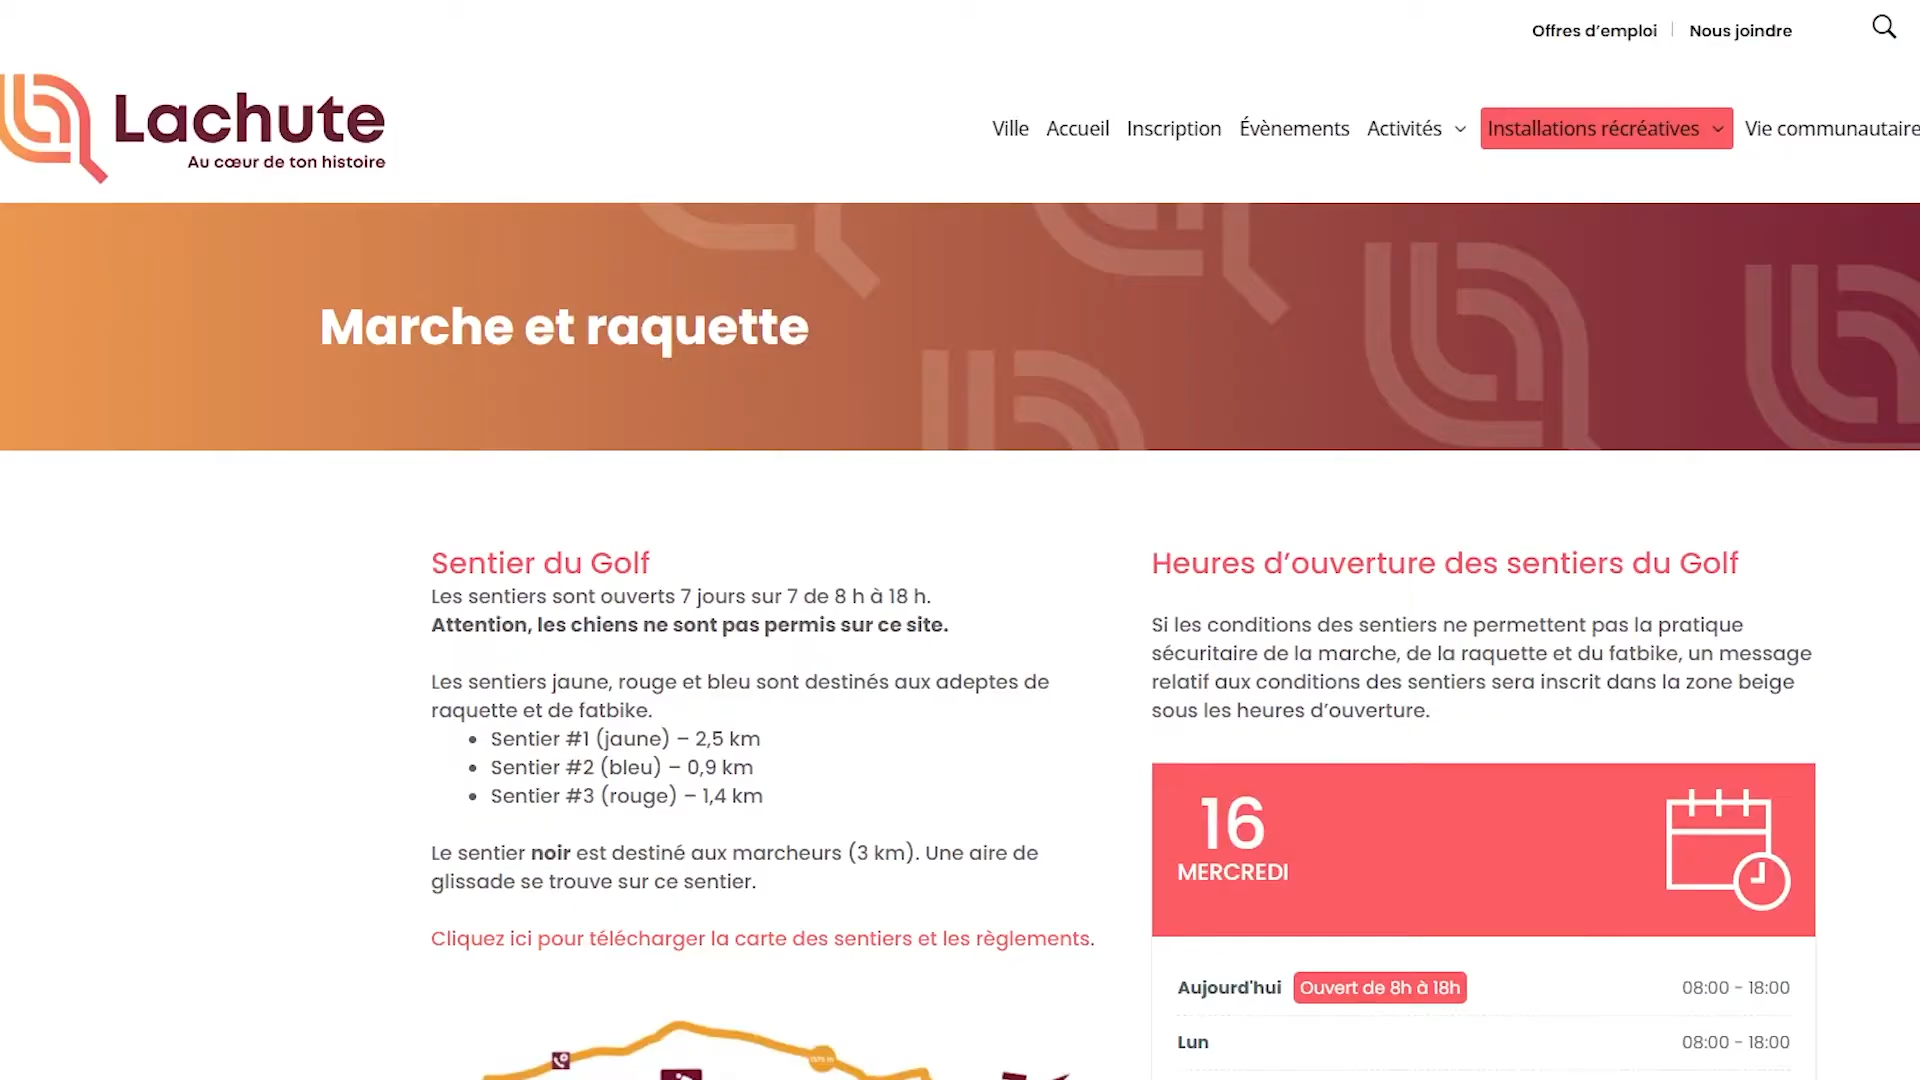 Offres d’emploi
Nous joindre
Lachute
Au cœur de ton histoire
Ville
Accueil
Inscription
Évènements
Activités
Installations récréatives
Vie communautaire
Marche et raquette
Sentier du Golf
Les sentiers sont ouverts 7 jours sur 7 de 8 h à 18 h.
Attention, les chiens ne sont pas permis sur ce site.
Les sentiers jaune, rouge et bleu sont destinés aux adeptes de
raquette et de fatbike.
• Sentier #1 (jaune) – 2,5 km
• Sentier #2 (bleu) – 0,9 km
• Sentier #3 (rouge) – 1,4 km
Le sentier noir est destiné aux marcheurs (3 km). Une aire de
glissade se trouve sur ce sentier.
Cliquez ici pour télécharger la carte des sentiers et les règlements.
Heures d’ouverture des sentiers du Golf
Si les conditions des sentiers ne permettent pas la pratique
sécuritaire de la marche, de la raquette et du fatbike, un message
relatif aux conditions des sentiers sera inscrit dans la zone beige
sous les heures d’ouverture.
16
MERCREDI
Aujourd'hui Ouvert de 8h à 18h 08:00 - 18:00
Lun 08:00 - 18:00